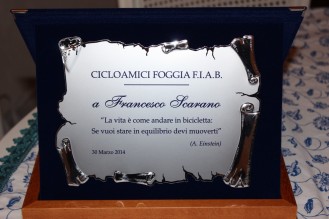 CICLOAMICI FOGGIA F.I.A.B.
a Francesco Scarano
"La vita è come andare in bicicletta:
Se vuoi stare in equilibrio devi muoverti"
(A. Einstein)
30 Marzo 2014